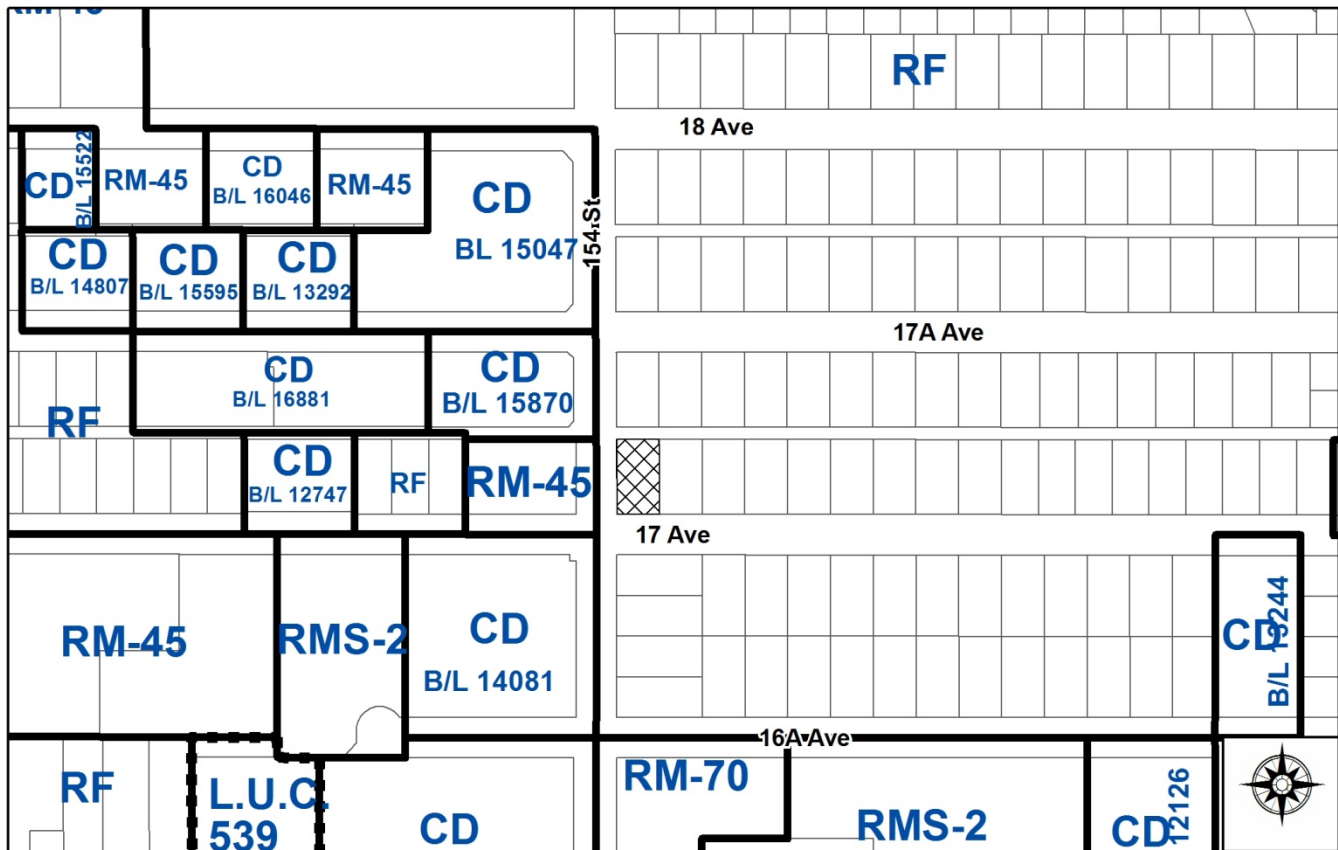 RM-45
RF
18 Ave
CD
B/L 15522
RM-45
CD
B/L 16046
RM-45
CD
BL 15047
154 St
CD
B/L 14807
CD
B/L 15595
CD
B/L 13292
17A Ave
CD
B/L 16881
CD
B/L 15870
RF
CD
B/L 12747
RF
RM-45
17 Ave
RM-45
RMS-2
CD
B/L 14081
CD
B/L 13244
16A Ave
RF
L.U.C.
539
CD
RM-70
RMS-2
CD
12126